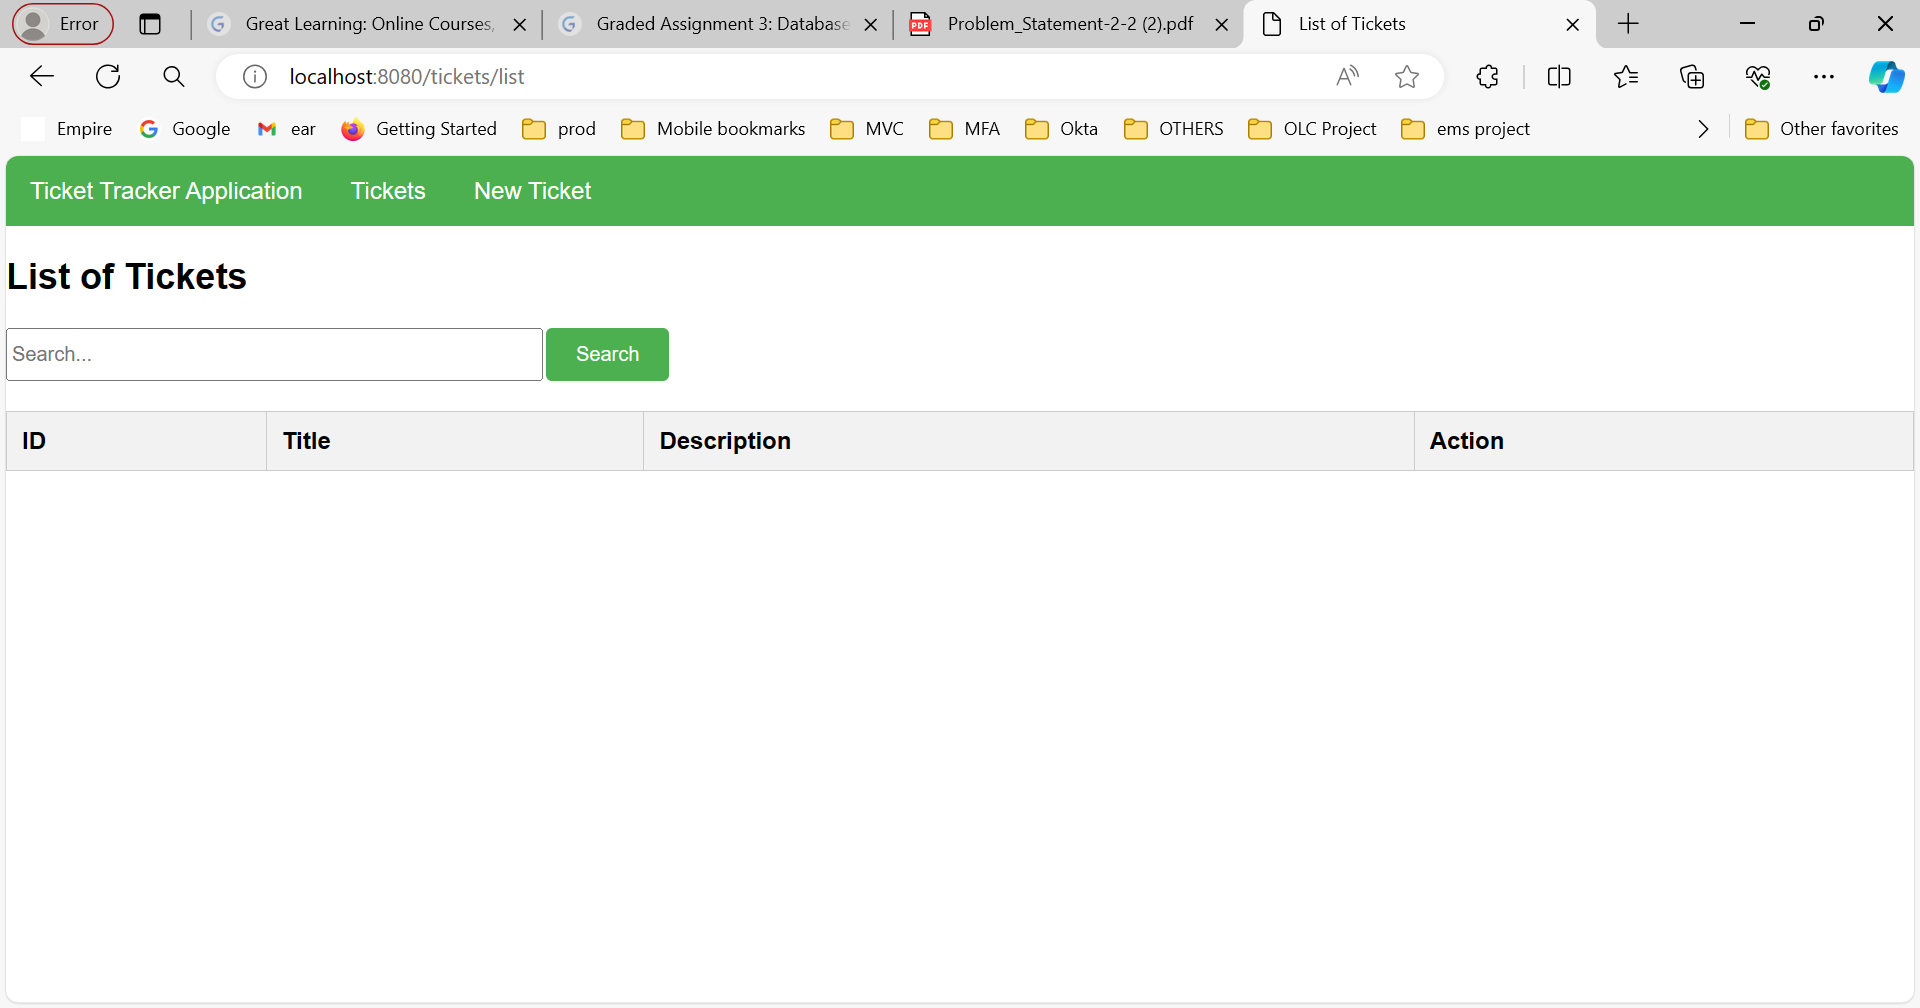 Error
Great Learning: Online Courses,
Graded Assignment 3: Database
PDF
Problem_Statement-2-2 (2).pdf
List of Tickets
localhost:8080/tickets/list
Empire
Google
ear
Getting Started
prod
Mobile bookmarks
MVC
MFA
Okta
OTHERS
OLC Project
ems project
Other favorites
Ticket Tracker Application
Tickets
New Ticket
List of Tickets
Search...
Search
ID
Title
Description
Action